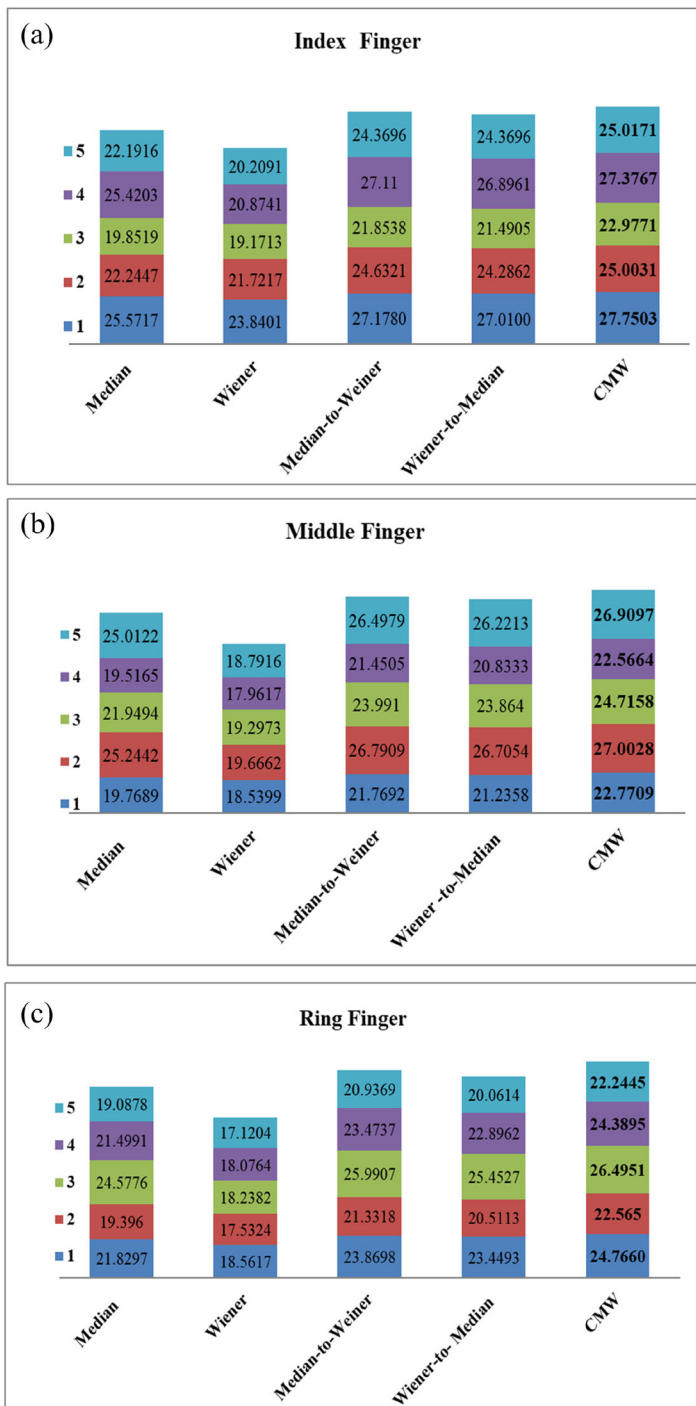 (a)
Index Finger
5 22.1916 20.2091 24.3696 24.3696 25.0171
4 25.4203 20.8741 27.11 26.8961 27.3767
3 19.8519 19.1713 21.8538 21.4905 22.9771
2 22.2447 21.7217 24.6321 24.2862 25.0031
1 25.5717 23.8401 27.1780 27.0100 27.7503
Median Wiener Median-to-Weiner Wiener-to-Median CMW
(b)
Middle Finger
5 25.0122 18.7916 26.4979 26.2213 26.9097
4 19.5165 17.9617 21.4505 20.8333 22.5664
3 21.9494 19.2973 23.991 23.864 24.7158
2 25.2442 19.6662 26.7909 26.7054 27.0028
1 19.7689 18.5399 21.7692 21.2358 22.7709
Median Wiener Median-to-Weiner Wiener -to-Median CMW
(c)
Ring Finger
5 19.0878 17.1204 20.9369 20.0614 22.2445
4 21.4991 18.0764 23.4737 22.8962 24.3895
3 24.5776 18.2382 25.9907 25.4527 26.4951
2 19.396 17.5324 21.3318 20.5113 22.565
1 21.8297 18.5617 23.8698 23.4493 24.7660
Median Wiener Median-to-Weiner Wiener-to- Median CMW